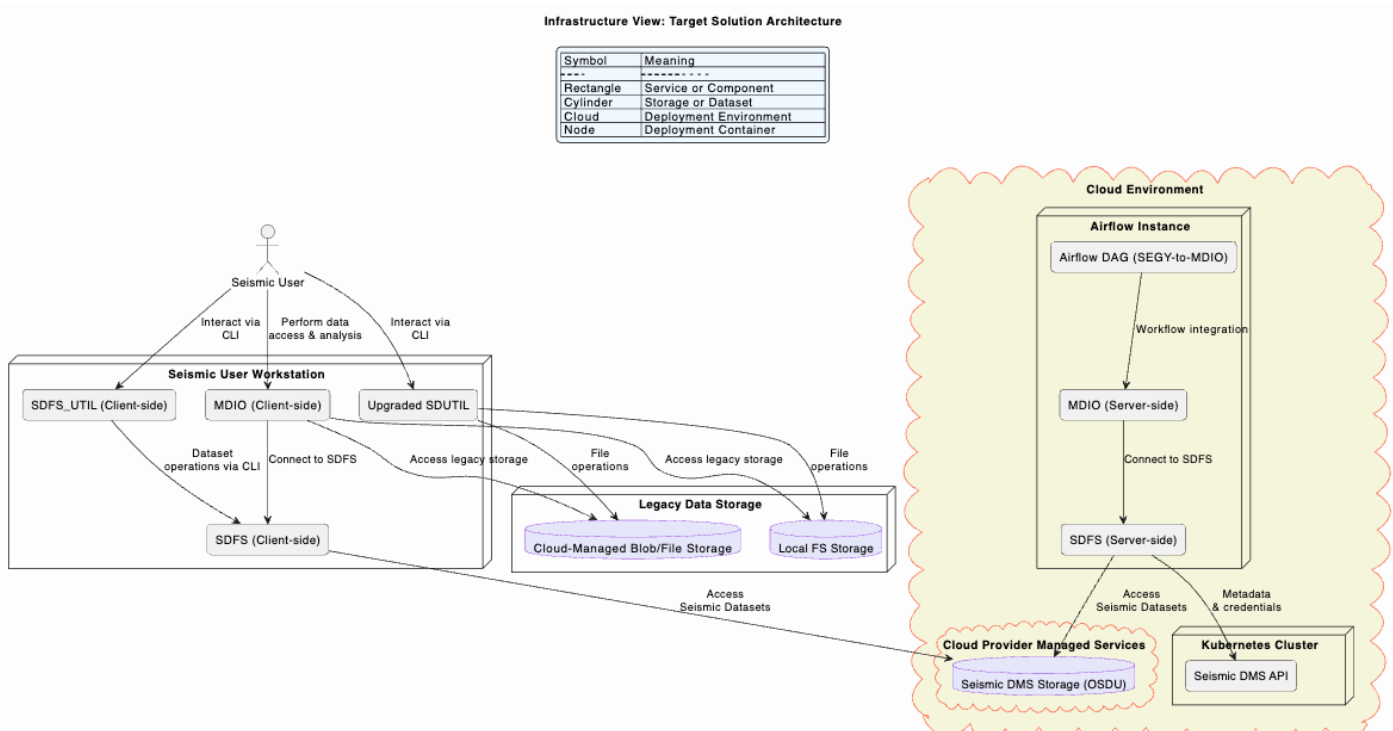 Infrastructure View: Target Solution Architecture
Symbol Meaning
---- ------- - - -
Rectangle Service or Component
Cylinder Storage or Dataset
Cloud Deployment Environment
Node Deployment Container
Cloud Environment
Airflow Instance
Airflow DAG (SEGY-to-MDIO)
Seismic User
Interact via
CLI
Perform data
access & analysis
Interact via
CLI
Workflow integration
Seismic User Workstation
SDFS_UTIL (Client-side)
MDIO (Client-side)
Upgraded SDUTIL
MDIO (Server-side)
Dataset
operations via CLI
Connect to SDFS
Access legacy storage
File
operations
Access legacy storage
File
operations
Connect to SDFS
Legacy Data Storage
SDFS (Client-side)
Cloud-Managed Blob/File Storage
Local FS Storage
SDFS (Server-side)
Access
Seismic Datasets
Access
Seismic Datasets
Metadata
& credentials
Cloud Provider Managed Services
Kubernetes Cluster
Seismic DMS Storage (OSDU)
Seismic DMS API